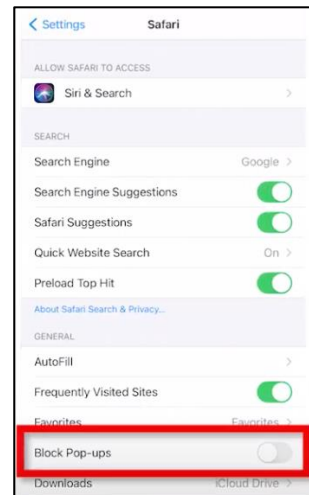 Settings Safari
ALLOW SAFARI TO ACCESS
Siri & Search
SEARCH
Search Engine Google
Search Engine Suggestions
Safari Suggestions
Quick Website Search On
Preload Top Hit
About Safari Search & Privacy...
GENERAL
AutoFill
Frequently Visited Sites
Favorites Favorites
Block Pop-ups
Downloads iCloud Drive